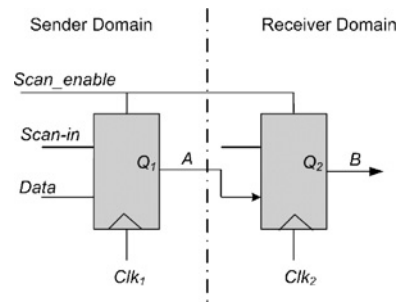 Sender Domain
Receiver Domain
Scan_enable
Scan-in
Q1
A
Q2
B
Data
Clk1
Clk2